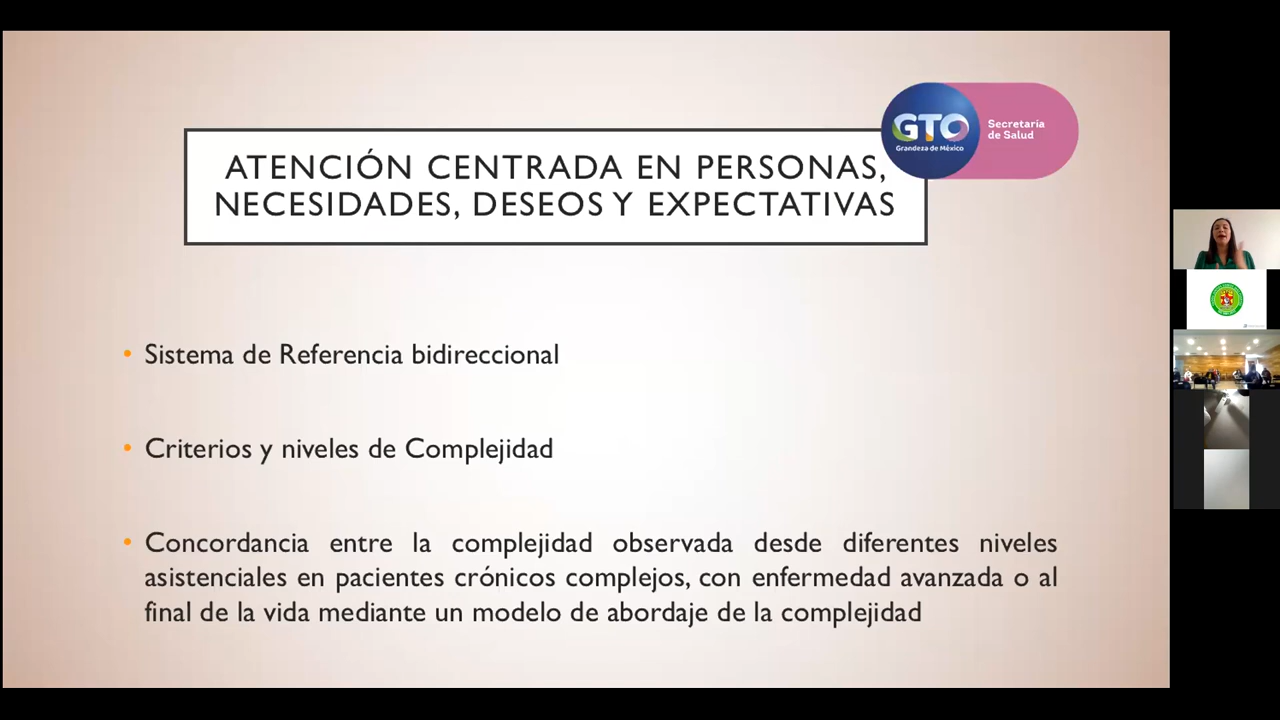 GTO
Grandeza de México
Secretaría
de Salud
ATENCIÓN CENTRADA EN PERSONAS,
NECESIDADES, DESEOS Y EXPECTATIVAS
• Sistema de Referencia bidireccional
• Criterios y niveles de Complejidad
• Concordancia entre la complejidad observada desde diferentes niveles
asistenciales en pacientes crónicos complejos, con enfermedad avanzada o al
final de la vida mediante un modelo de abordaje de la complejidad